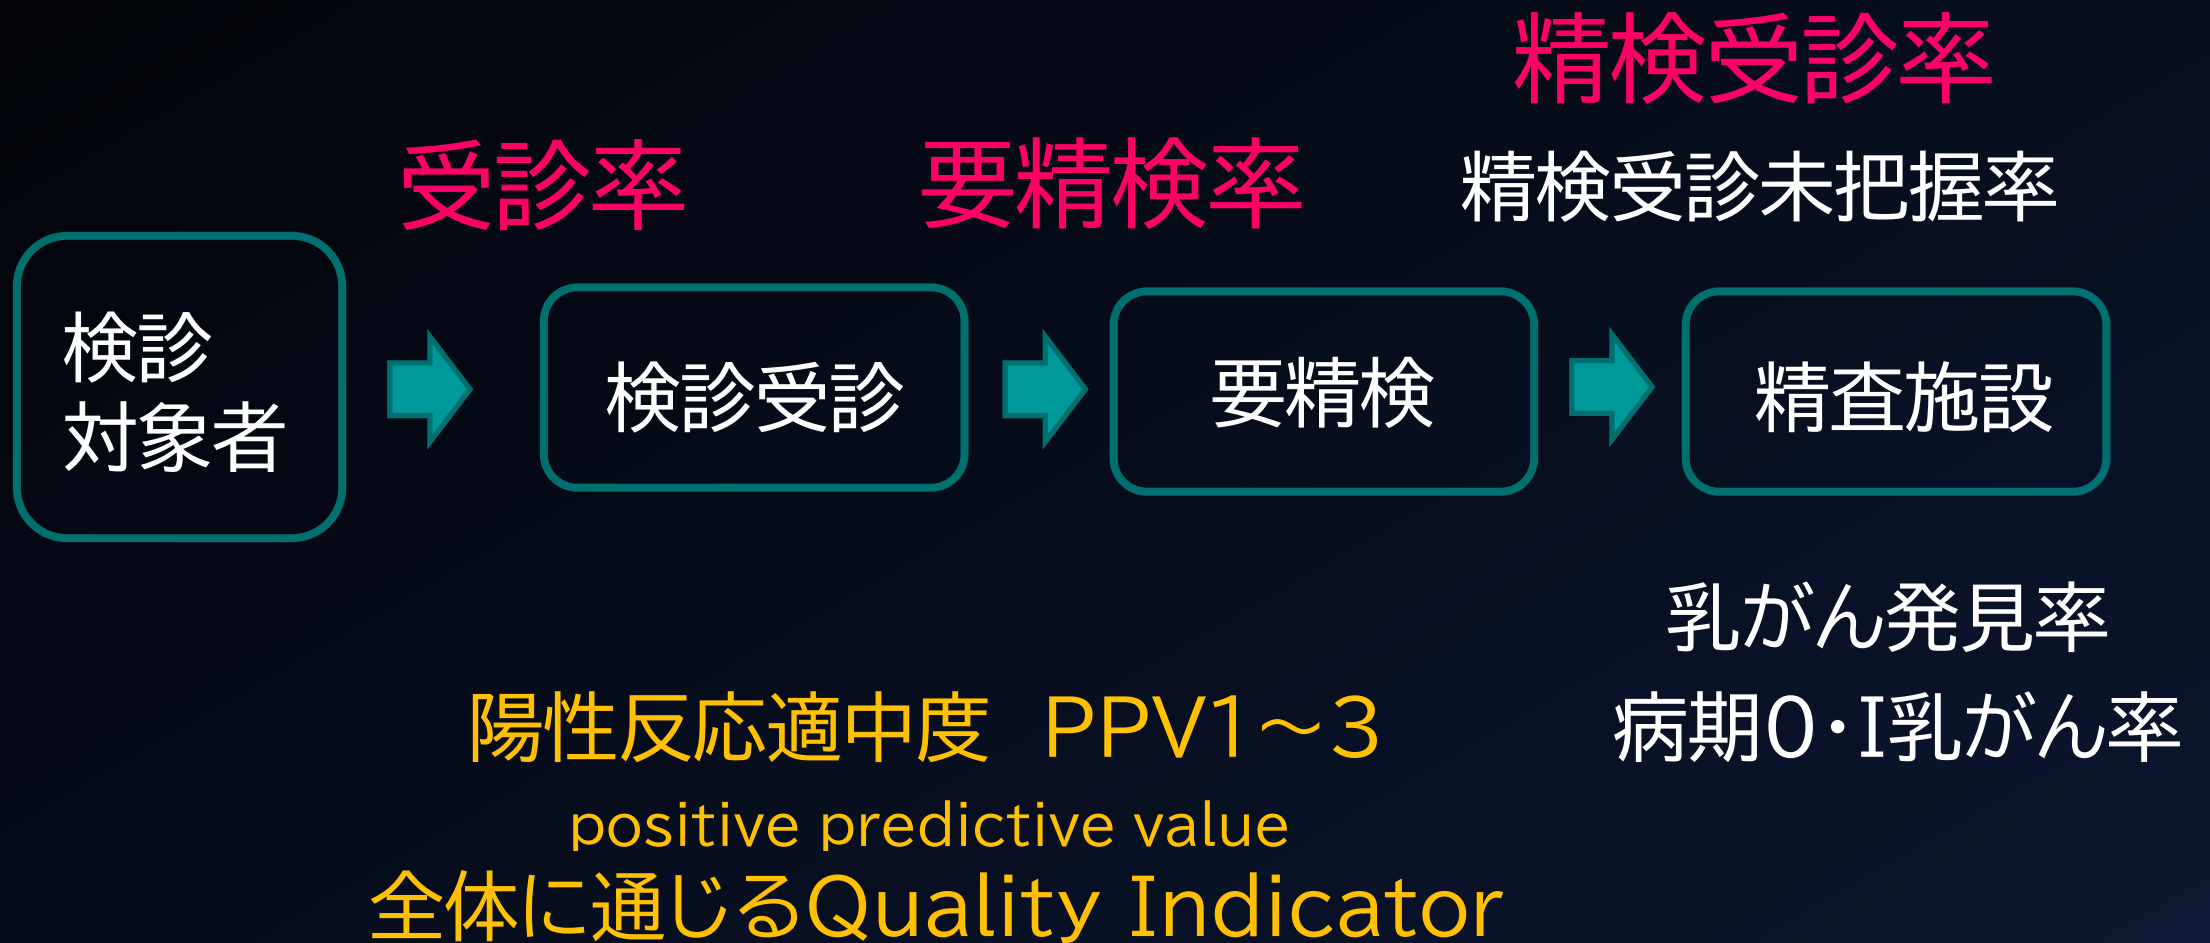 精検受診率
受診率
要精検率
精検受診未把握率
検診
対象者
検診受診
要精検
精査施設
乳がん発見率
病期0・I乳がん率
陽性反応適中度　PPV1～3
positive predictive value
全体に通じるQuality Indicator